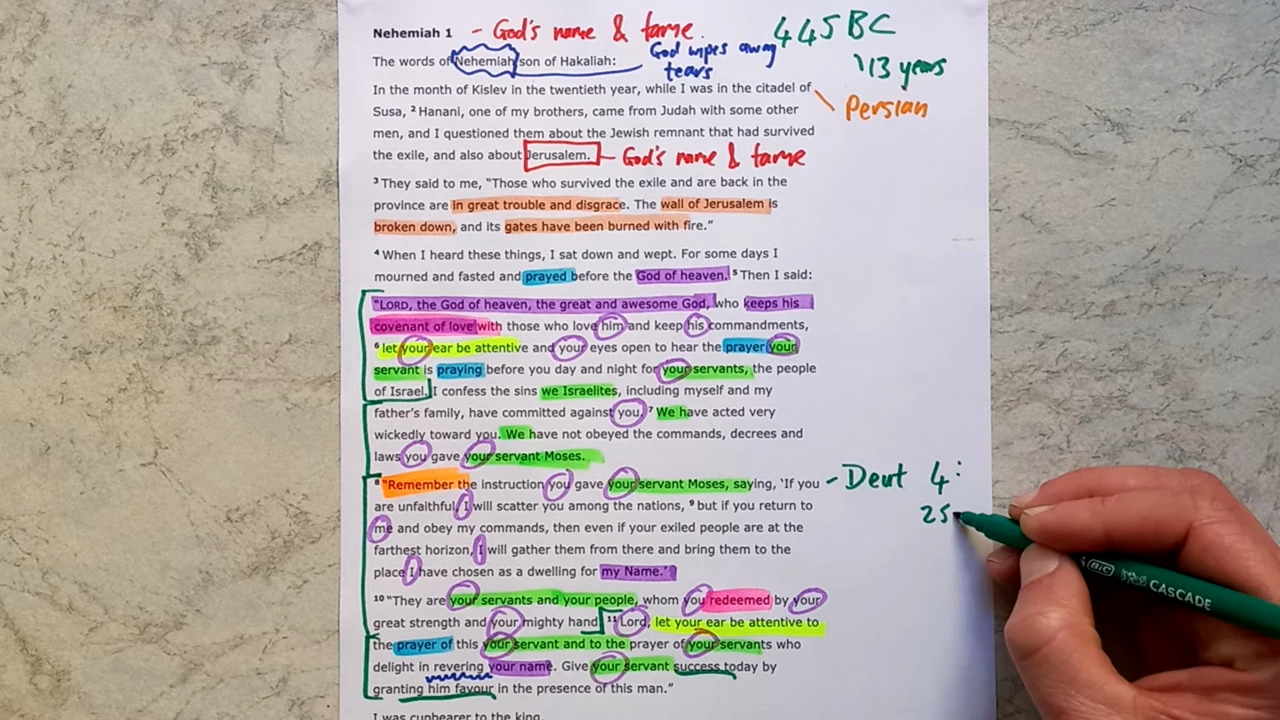 Nehemiah 1 - God's name & fame. 445 BC
The words of Nehemiah son of Hakaliah: God wipes away
tears
113 years
In the month of Kislev in the twentieth year, while I was in the citadel of
Susa, 2 Hanani, one of my brothers, came from Judah with some other Persian
men, and I questioned them about the Jewish remnant that had survived
the exile, and also about Jerusalem. - God's name & fame
3 They said to me, "Those who survived the exile and are back in the
province are in great trouble and disgrace. The wall of Jerusalem is
broken down, and its gates have been burned with fire."
4 When I heard these things, I sat down and wept. For some days I
mourned and fasted and prayed before the God of heaven. 5 Then I said:
"LORD, the God of heaven, the great and awesome God, who keeps his
covenant of love with those who love him and keep his commandments,
6 let your ear be attentive and your eyes open to hear the prayer your
servant is praying before you day and night for your servants, the people
of Israel. I confess the sins we Israelites, including myself and my
father's family, have committed against you. 7 We have acted very
wickedly toward you. We have not obeyed the commands, decrees and
laws you gave your servant Moses.
8 "Remember the instruction you gave your servant Moses, saying, 'If you - Deut 4:
are unfaithful, I will scatter you among the nations, 9 but if you return to 25
me and obey my commands, then even if your exiled people are at the
farthest horizon, I will gather them from there and bring them to the
place I have chosen as a dwelling for my Name.'
10 "They are your servants and your people, whom you redeemed by your
great strength and your mighty hand. 11 Lord, let your ear be attentive to
the prayer of this your servant and to the prayer of your servants who
delight in revering your name. Give your servant success today by
granting him favour in the presence of this man."
I was cupbearer to the king.
BIC CASCADE